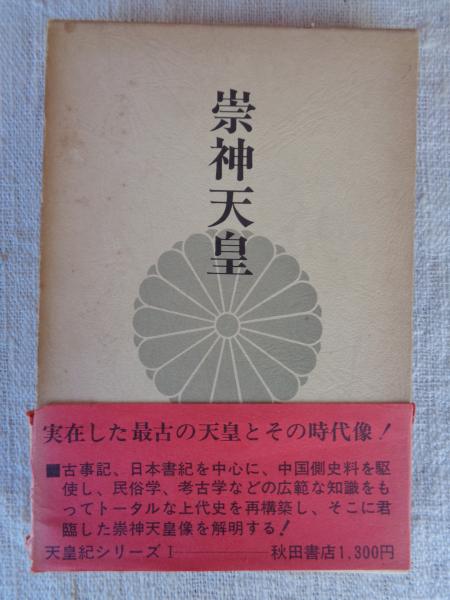 崇神天皇
実在した最古の天皇とその時代像！
■古事記、日本書紀を中心に、中国側史料を駆
使し、民俗学、考古学などの広範な知識をも
ってトータルな上代史を再構築し、そこに君
臨した崇神天皇像を解明する！
天皇紀シリーズⅠ――――秋田書店1,300円